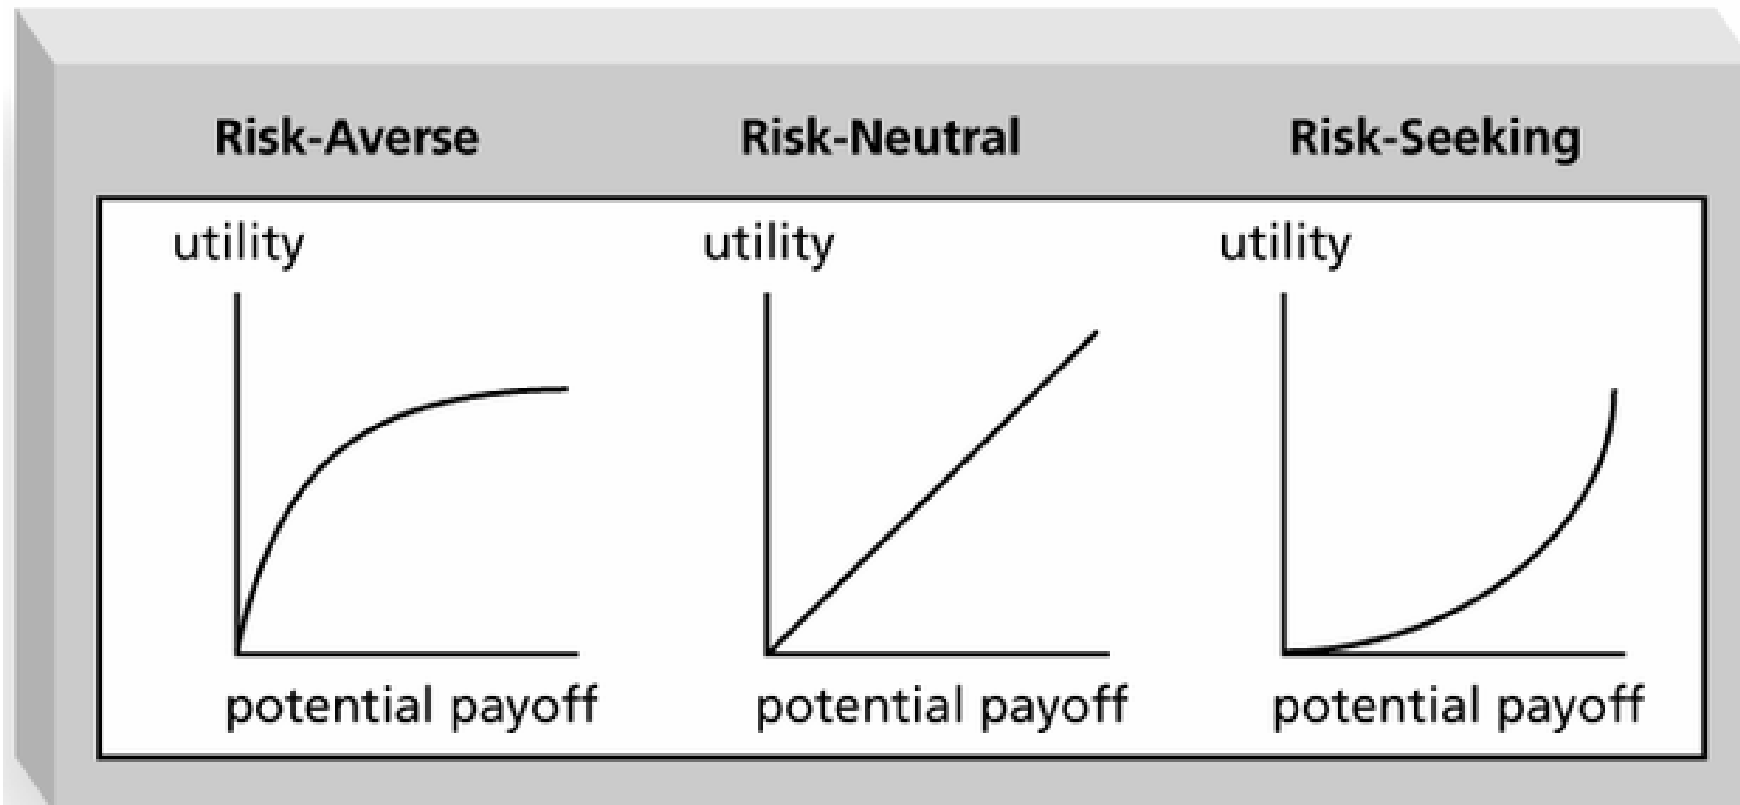 Risk-Averse
Risk-Neutral
Risk-Seeking
utility
utility
utility
potential payoff
potential payoff
potential payoff